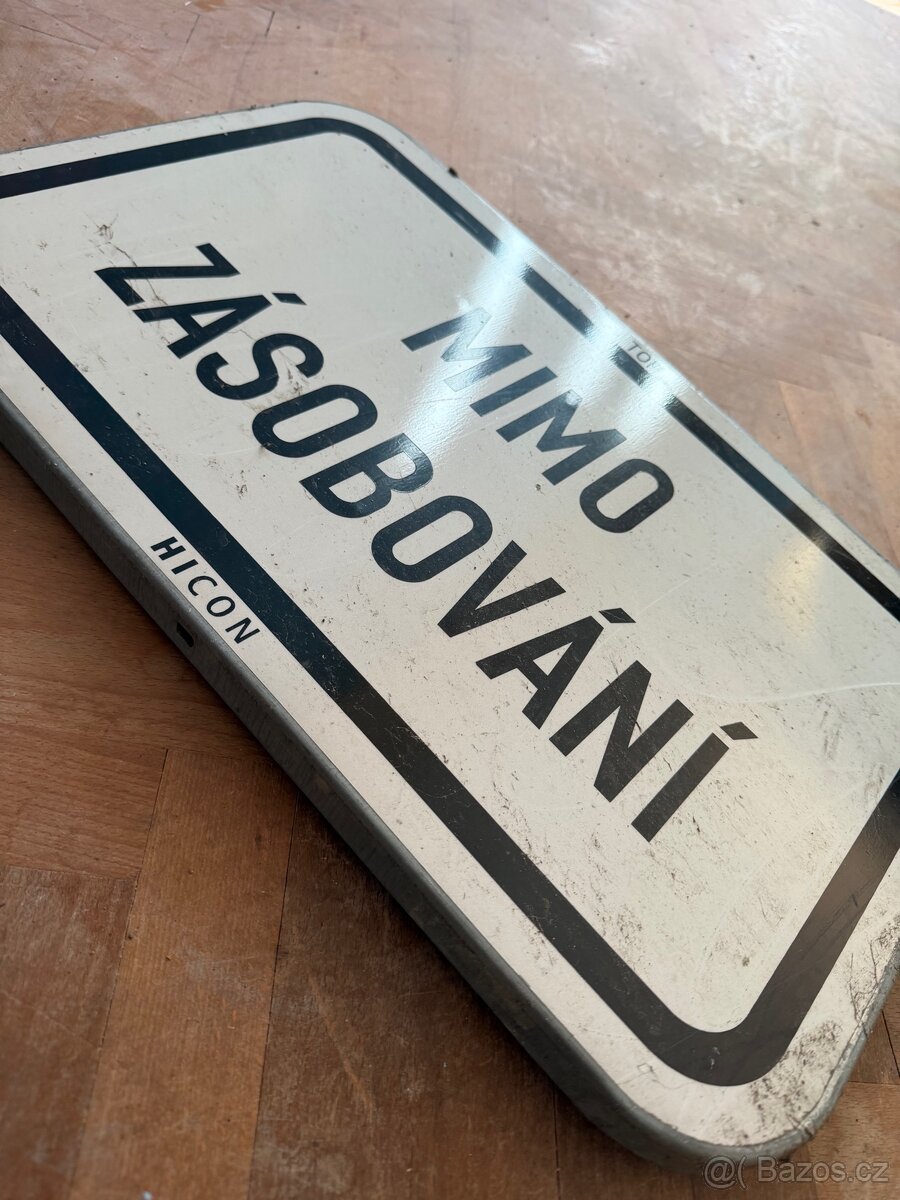 MIMO
ZÁSOBOVÁNÍ
HICON
@( Bazos.cz